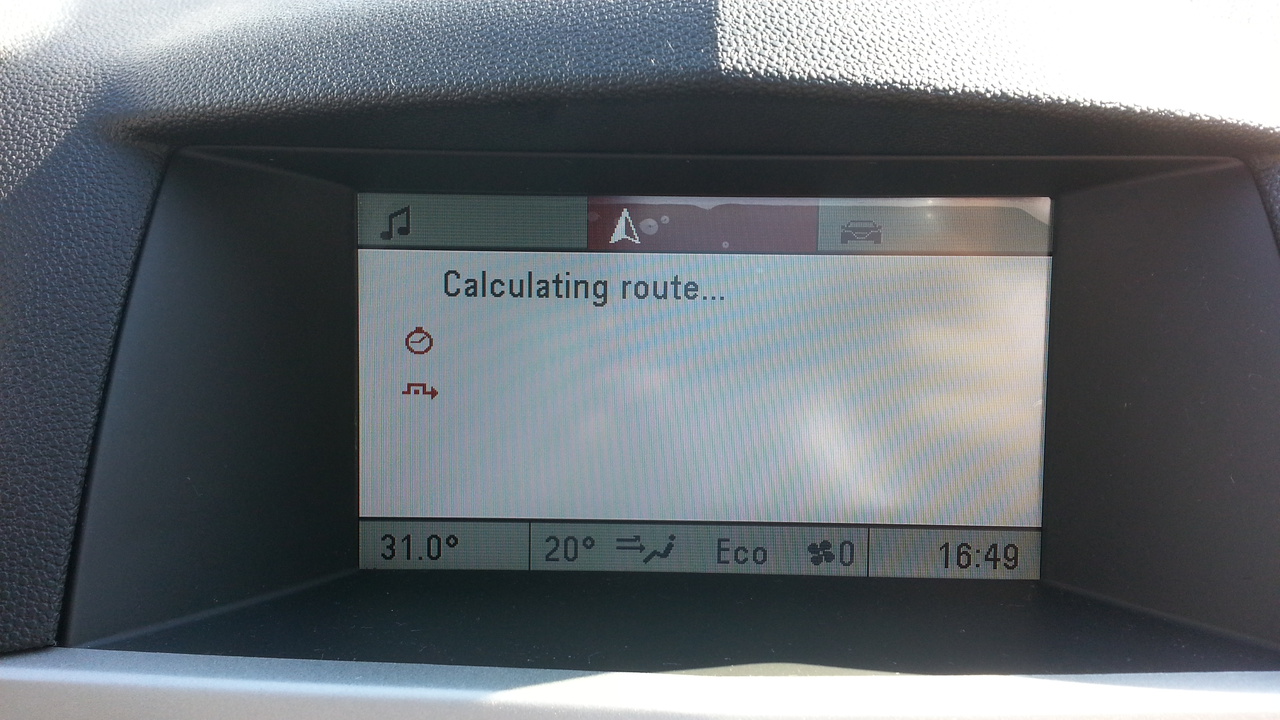 Calculating route...
31.0° 20° Eco 0 16:49